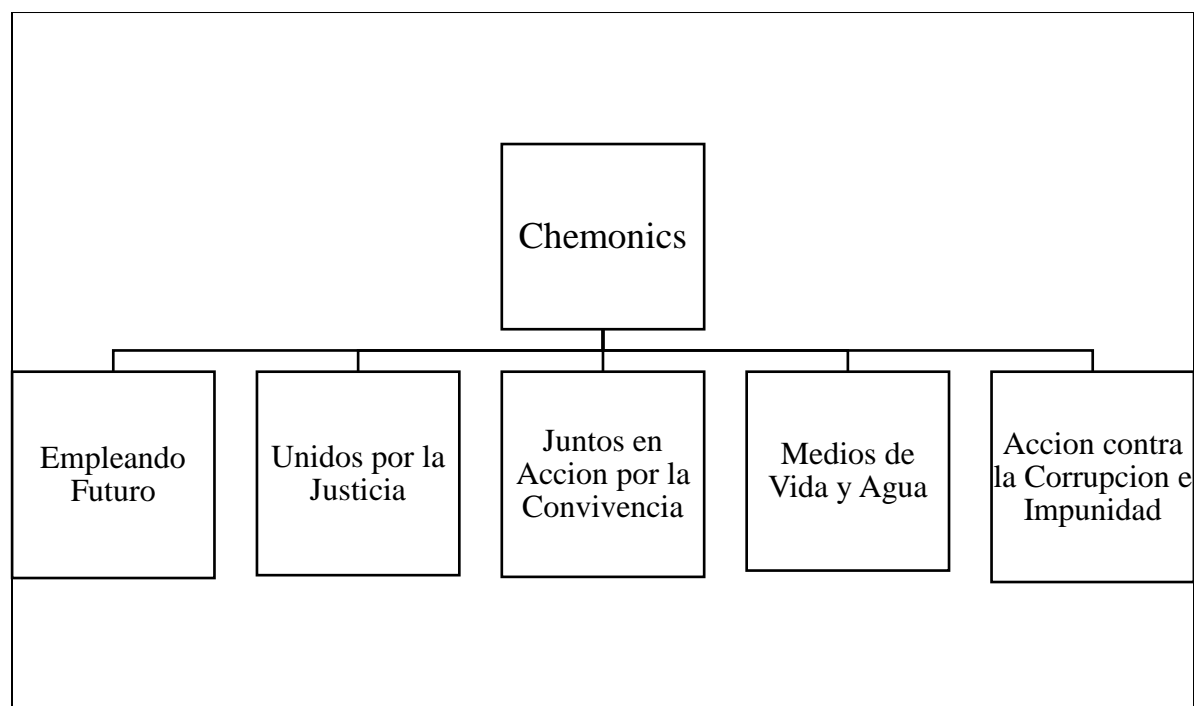 Chemonics
Empleando
Futuro
Unidos por la
Justicia
Juntos en
Accion por la
Convivencia
Medios de
Vida y Agua
Accion contra
la Corrupcion e
Impunidad